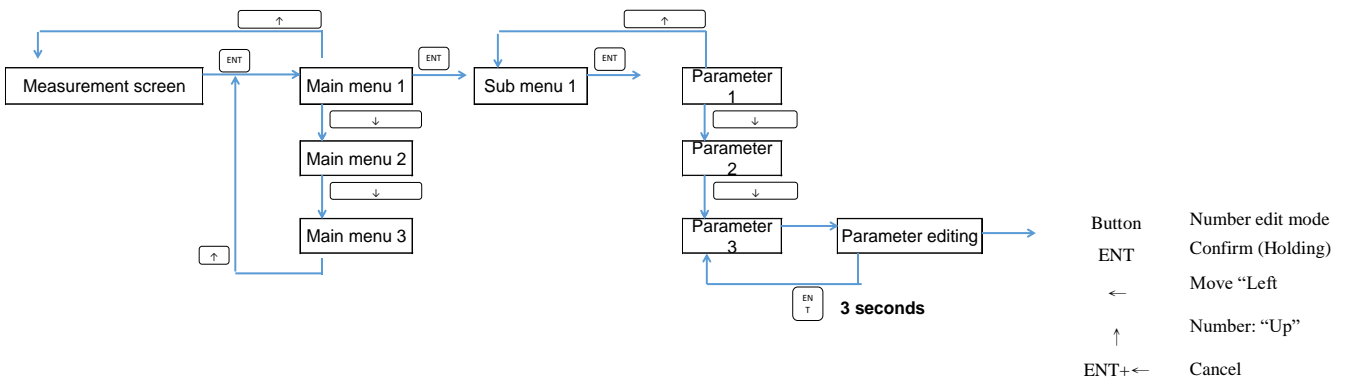 ↑
↑
ENT
ENT
ENT
Measurement screen
Main menu 1
Sub menu 1
Parameter
1
↓
↓
Main menu 2
Parameter
2
↓
↓
Main menu 3
Parameter
3
Parameter editing
↑
EN
T
3 seconds
Button Number edit mode
ENT Confirm (Holding)
← Move “Left
↑ Number: “Up”
ENT+← Cancel